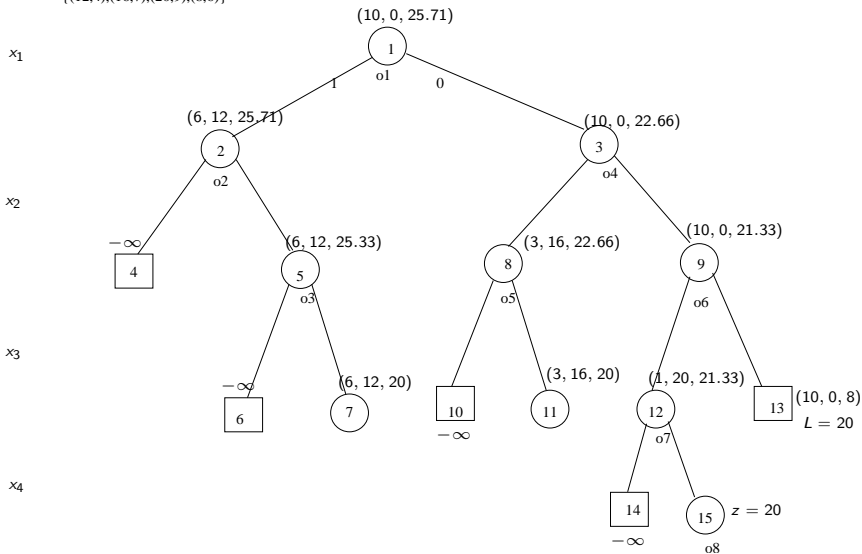 (10, 0, 25.71)
x1
1
o1
1
0
(6, 12, 25.71)
(10, 0, 22.66)
2
3
o2
o4
x2
−∞
(6, 12, 25.33)
(3, 16, 22.66)
(10, 0, 21.33)
4
5
8
9
o3
o5
o6
x3
−∞
(6, 12, 20)
(3, 16, 20)
(1, 20, 21.33)
6
7
10
11
12
13
(10, 0, 8)
L = 20
−∞
o7
x4
14
15
z = 20
−∞
o8